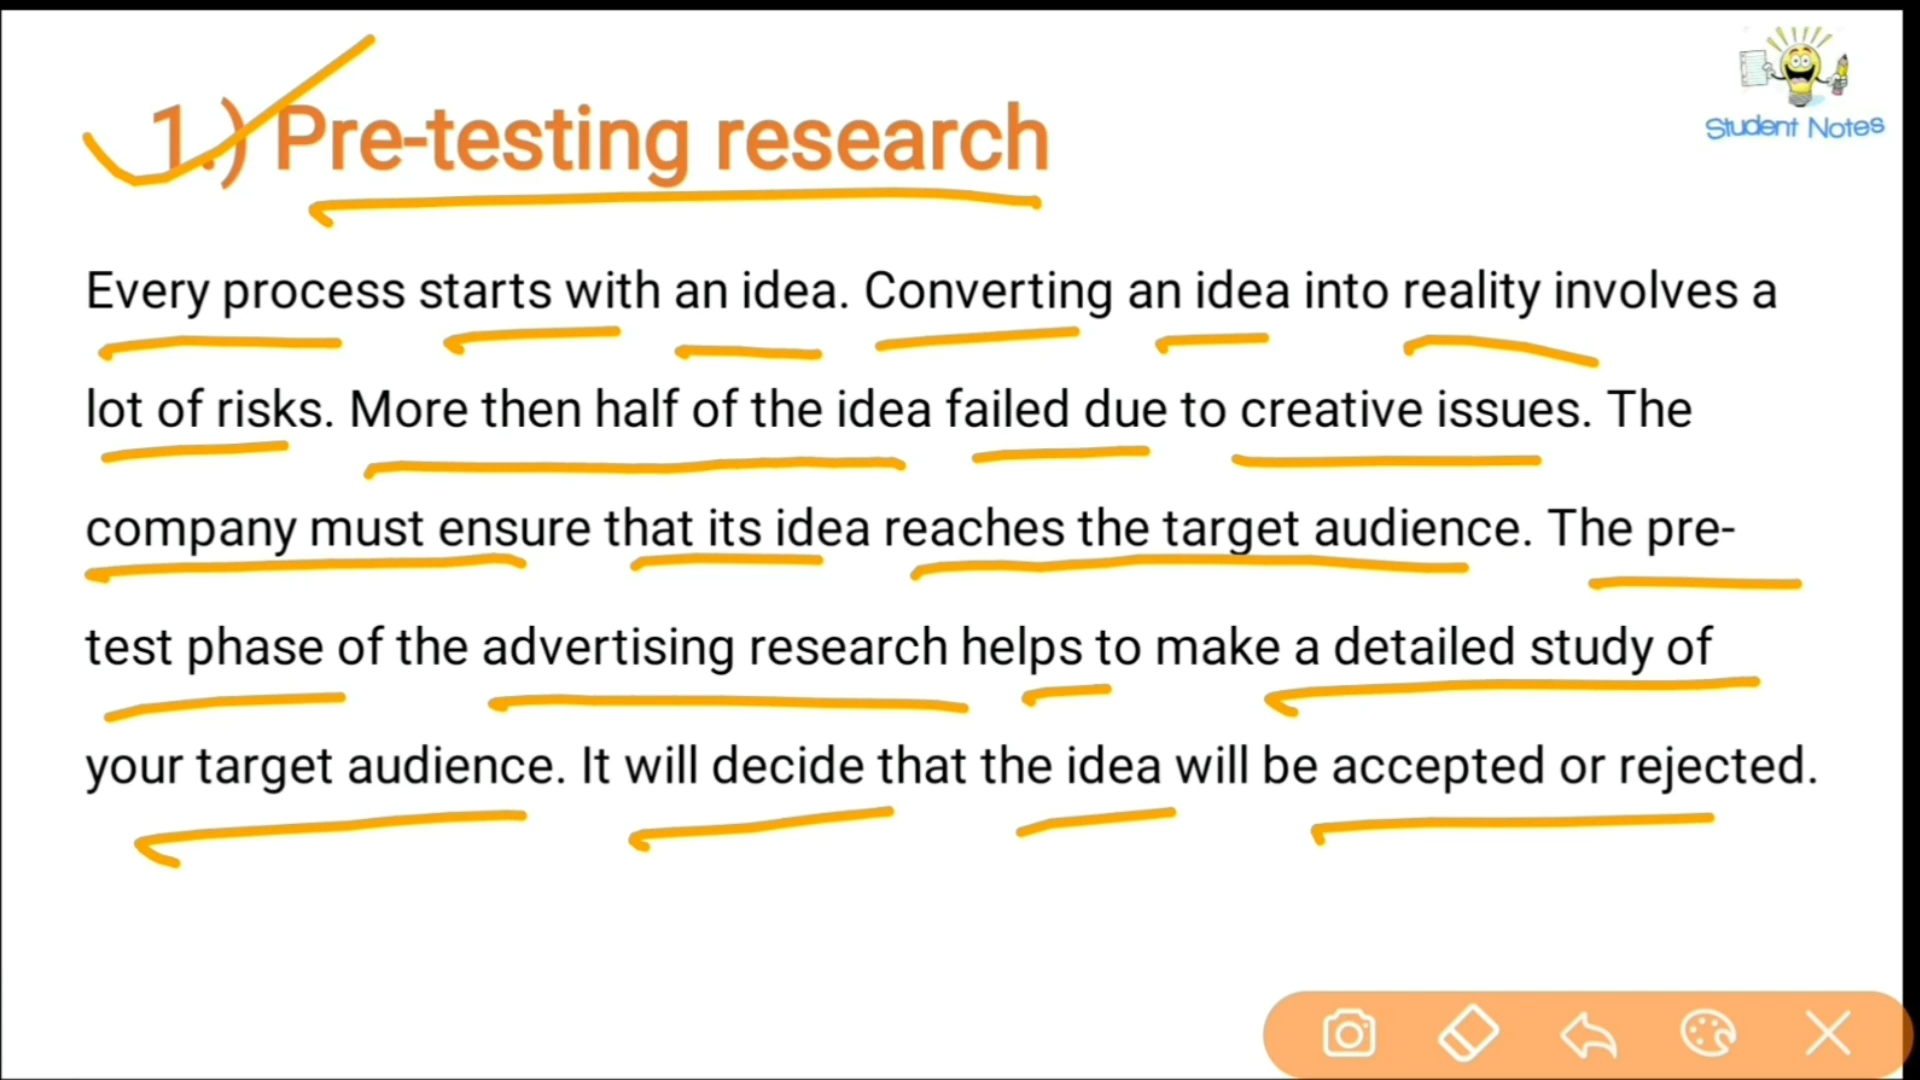 1.) Pre-testing research
Student Notes
Every process starts with an idea. Converting an idea into reality involves a
lot of risks. More then half of the idea failed due to creative issues. The
company must ensure that its idea reaches the target audience. The pre-
test phase of the advertising research helps to make a detailed study of
your target audience. It will decide that the idea will be accepted or rejected.